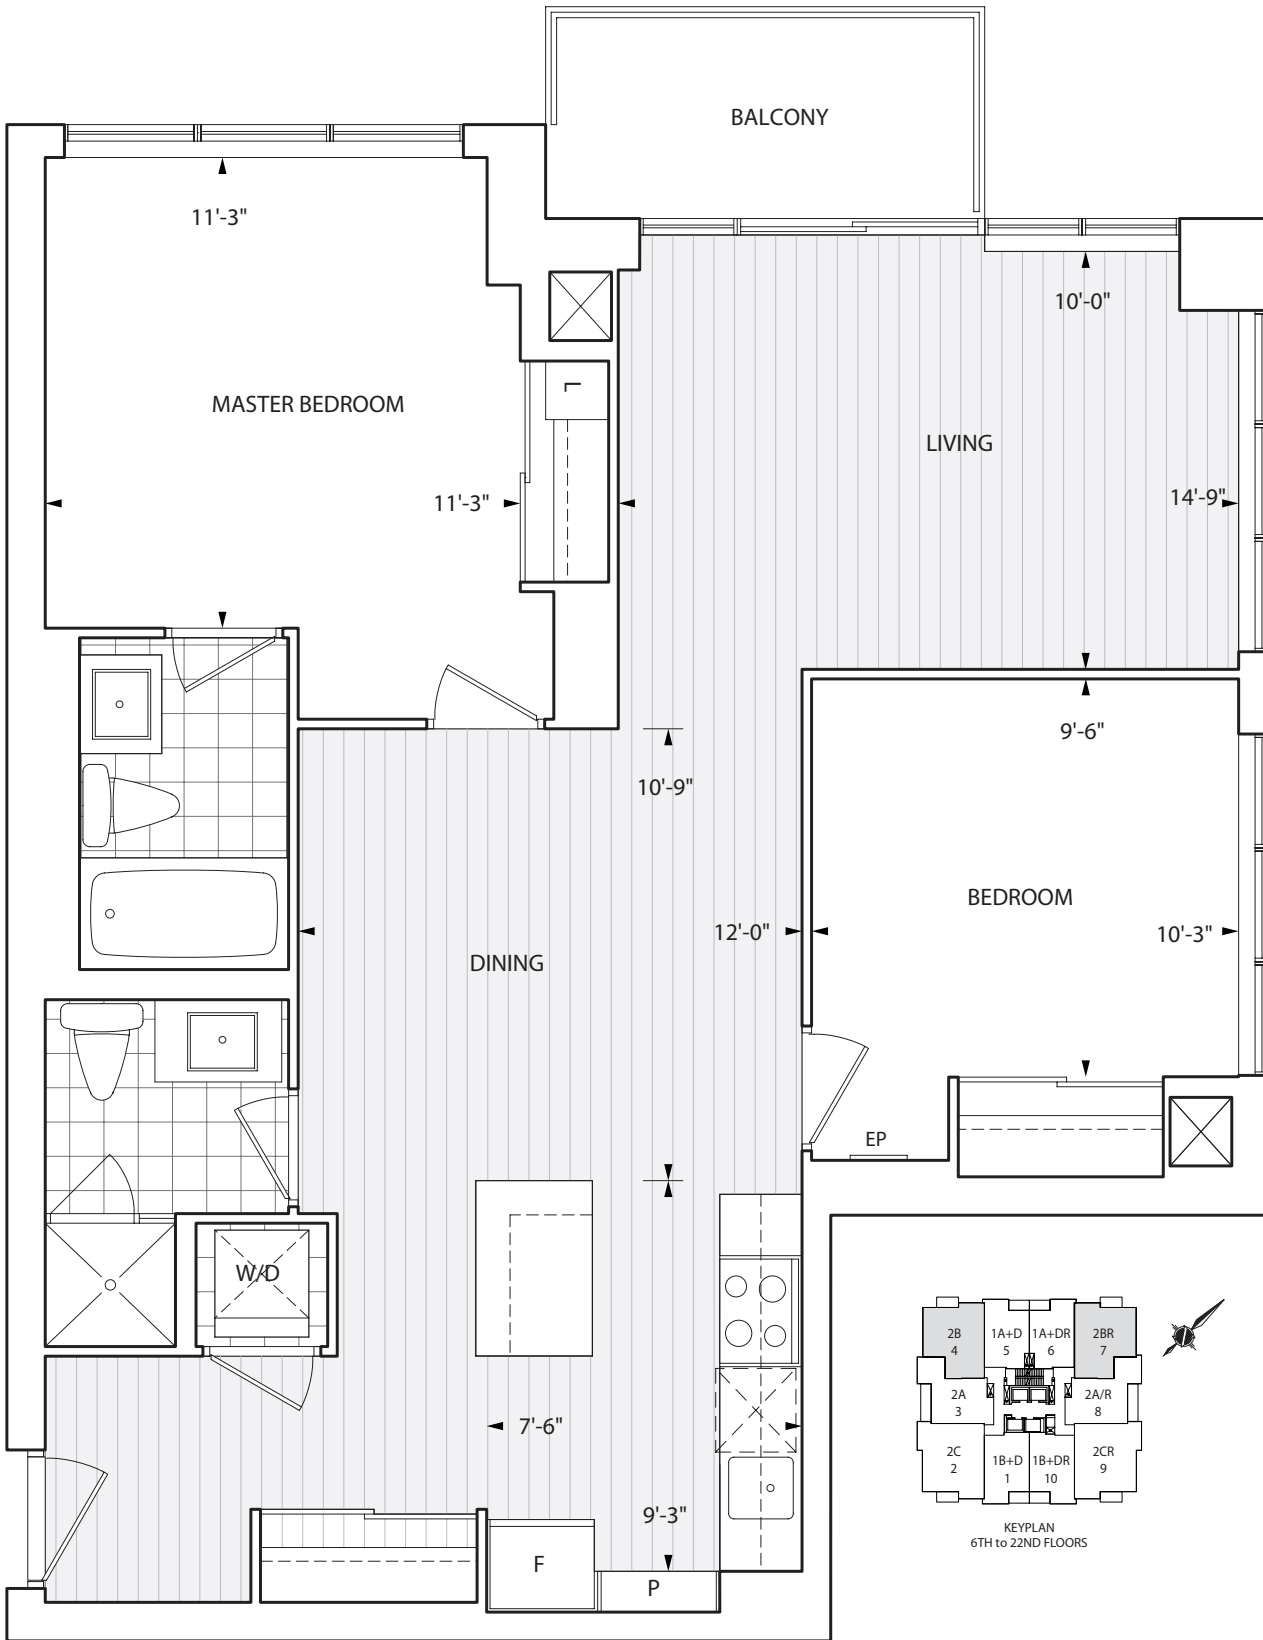 BALCONY
11'-3"
10'-0"
MASTER BEDROOM
L
LIVING
11'-3"
14'-9"
9'-6"
10'-9"
BEDROOM
12'-0"
10'-3"
DINING
EP
W/D
7'-6"
9'-3"
F
P
2B
4
1A+D
5
1A+DR
6
2BR
7
2A
3
2A/R
8
2C
2
1B+D
1
1B+DR
10
2CR
9
KEYPLAN
6TH to 22ND FLOORS